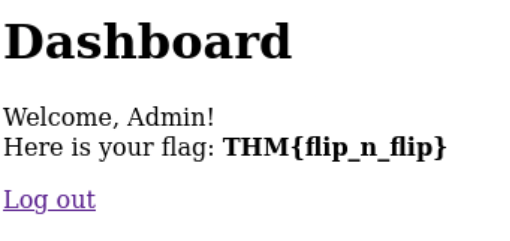 Dashboard
Welcome, Admin!
Here is your flag: THM{flip_n_flip}
Log out